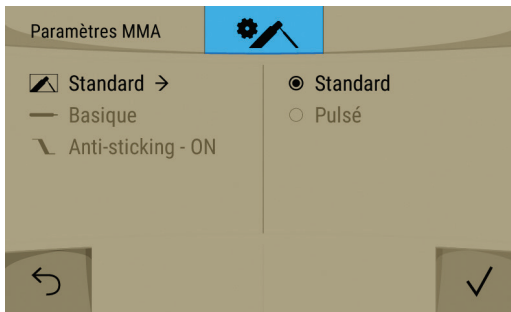 Paramètres MMA
Standard →
Basique
Anti-sticking - ON
Standard
Pulsé